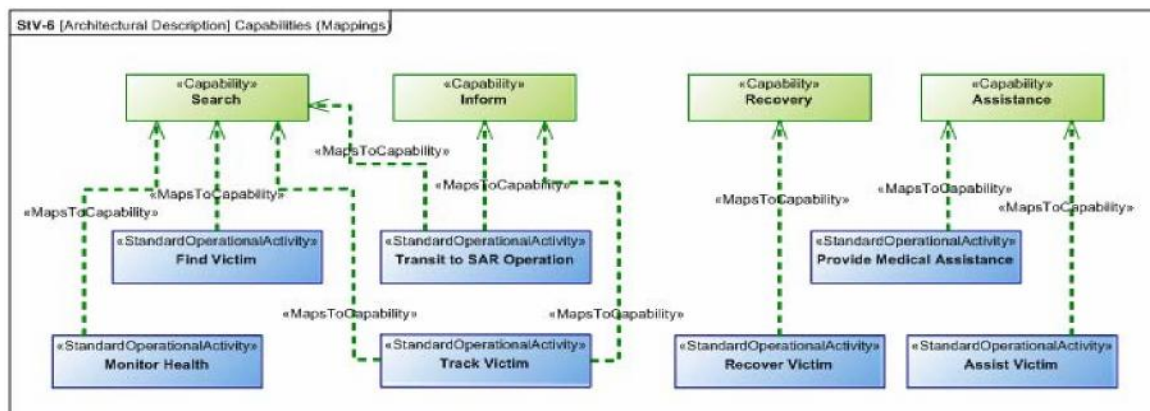 StV-6 [Architectural Description] Capabilities (Mappings)
«Capability»
Search
«Capability»
Inform
«Capability»
Recovery
«Capability»
Assistance
«MapsToCapability»
«MapsToCapability»
«MapsToCapability»
«MapsToCapability»
«MapsToCapability»
«MapsToCapability»
«MapsToCapability»
«StandardOperationalActivity»
Find Victim
«StandardOperationalActivity»
Transit to SAR Operation
«StandardOperationalActivity»
Provide Medical Assistance
«MapsToCapability»
«MapsToCapability»
«StandardOperationalActivity»
Monitor Health
«StandardOperationalActivity»
Track Victim
«StandardOperationalActivity»
Recover Victim
«StandardOperationalActivity»
Assist Victim